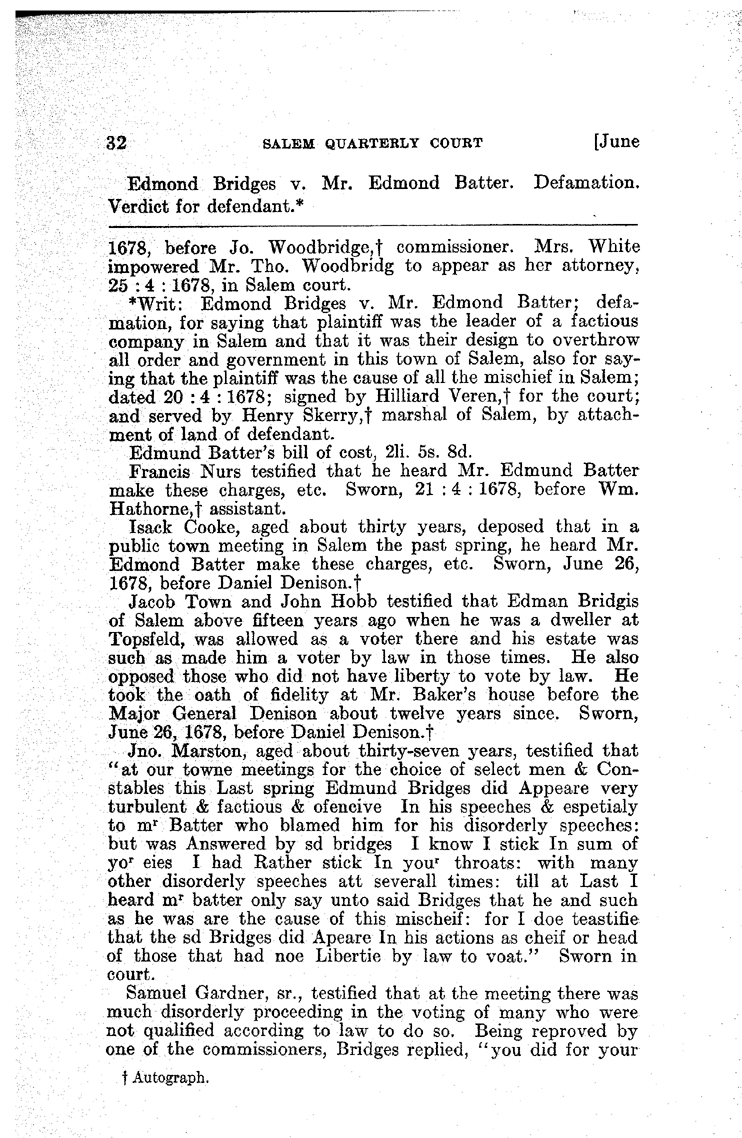 32 SALEM QUARTERLY COURT [June
Edmond Bridges v. Mr. Edmond Batter. Defamation.
Verdict for defendant.*
1678, before Jo. Woodbridge,† commissioner. Mrs. White
impowered Mr. Tho. Woodbridg to appear as her attorney,
25 : 4 : 1678, in Salem court.
*Writ: Edmond Bridges v. Mr. Edmond Batter; defa-
mation, for saying that plaintiff was the leader of a factious
company in Salem and that it was their design to overthrow
all order and government in this town of Salem, also for say-
ing that the plaintiff was the cause of all the mischief in Salem;
dated 20 : 4 : 1678; signed by Hilliard Veren,† for the court;
and served by Henry Skerry,† marshal of Salem, by attach-
ment of land of defendant.
Edmund Batter's bill of cost, 2li. 5s. 8d.
Francis Nurs testified that he heard Mr. Edmund Batter
make these charges, etc. Sworn, 21 : 4 : 1678, before Wm.
Hathorne,† assistant.
Isack Cooke, aged about thirty years, deposed that in a
public town meeting in Salem the past spring, he heard Mr.
Edmond Batter make these charges, etc. Sworn, June 26,
1678, before Daniel Denison.†
Jacob Town and John Hobb testified that Edman Bridgis
of Salem above fifteen years ago when he was a dweller at
Topsfeld, was allowed as a voter there and his estate was
such as made him a voter by law in those times. He also
opposed those who did not have liberty to vote by law. He
took the oath of fidelity at Mr. Baker's house before the
Major General Denison about twelve years since. Sworn,
June 26, 1678, before Daniel Denison.†
Jno. Marston, aged about thirty-seven years, testified that
"at our towne meetings for the choice of select men & Con-
stables this Last spring Edmund Bridges did Appeare very
turbulent & factious & ofencive In his speeches & espetialy
to mʳ Batter who blamed him for his disorderly speeches:
but was Answered by sd bridges I know I stick In sum of
yoʳ eies I had Rather stick In youʳ throats: with many
other disorderly speeches att severall times: till at Last I
heard mʳ batter only say unto said Bridges that he and such
as he was are the cause of this mischeif: for I doe teastifie
that the sd Bridges did Apeare In his actions as cheif or head
of those that had noe Libertie by law to voat." Sworn in
court.
Samuel Gardner, sr., testified that at the meeting there was
much disorderly proceeding in the voting of many who were
not qualified according to law to do so. Being reproved by
one of the commissioners, Bridges replied, "you did for your
† Autograph.